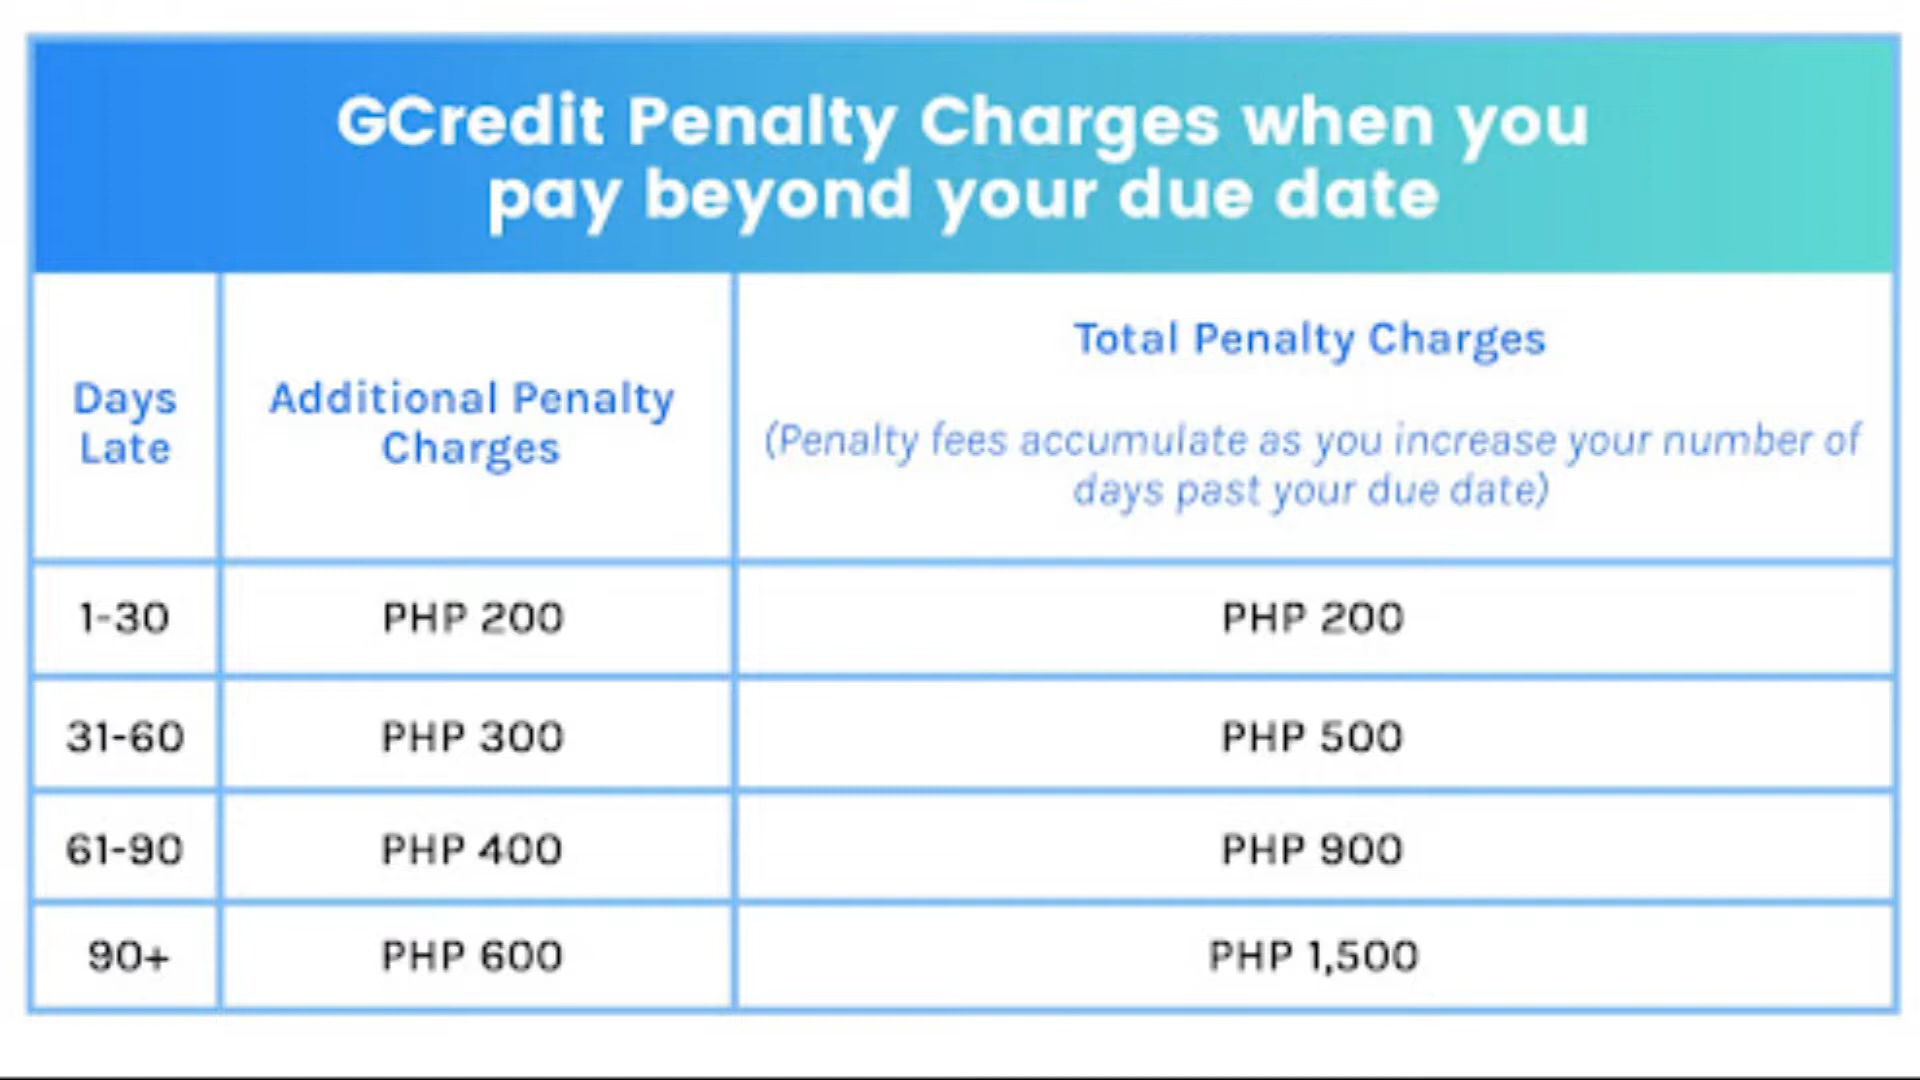 GCredit Penalty Charges when you
pay beyond your due date
Days
Late
Additional Penalty
Charges
Total Penalty Charges
(Penalty fees accumulate as you increase your number of
days past your due date)
1-30
PHP 200
PHP 200
31-60
PHP 300
PHP 500
61-90
PHP 400
PHP 900
90+
PHP 600
PHP 1,500